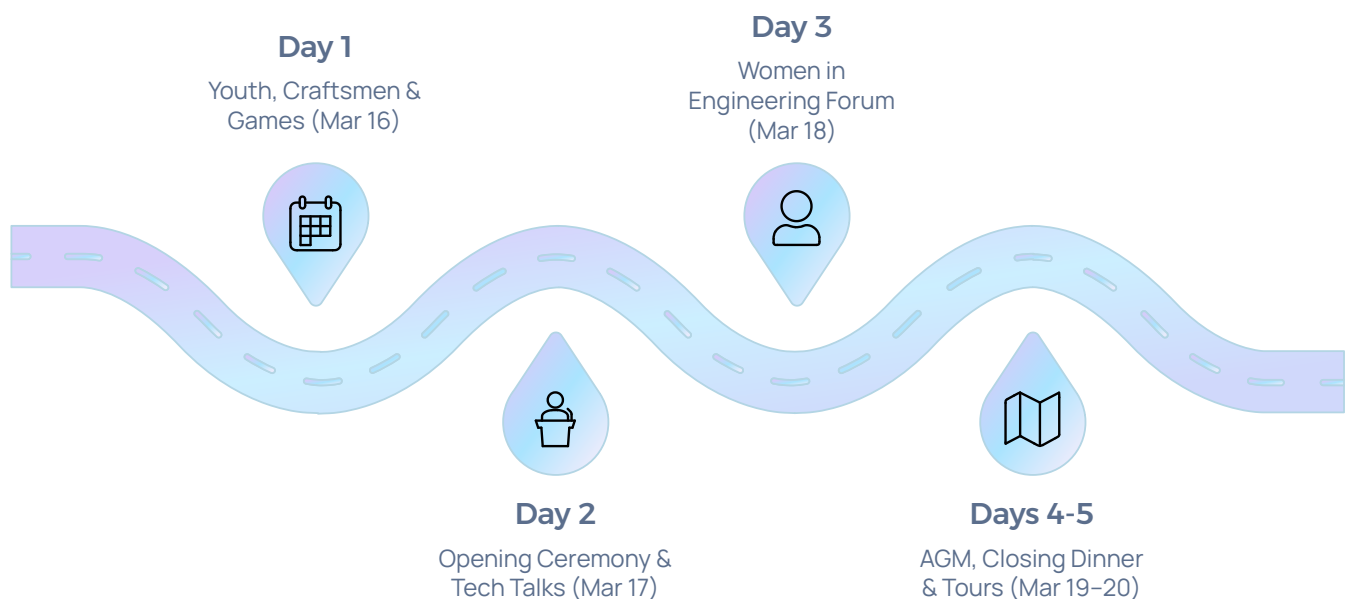 Day 1
Youth, Craftsmen &
Games (Mar 16)
Day 2
Opening Ceremony &
Tech Talks (Mar 17)
Day 3
Women in
Engineering Forum
(Mar 18)
Days 4-5
AGM, Closing Dinner
& Tours (Mar 19–20)